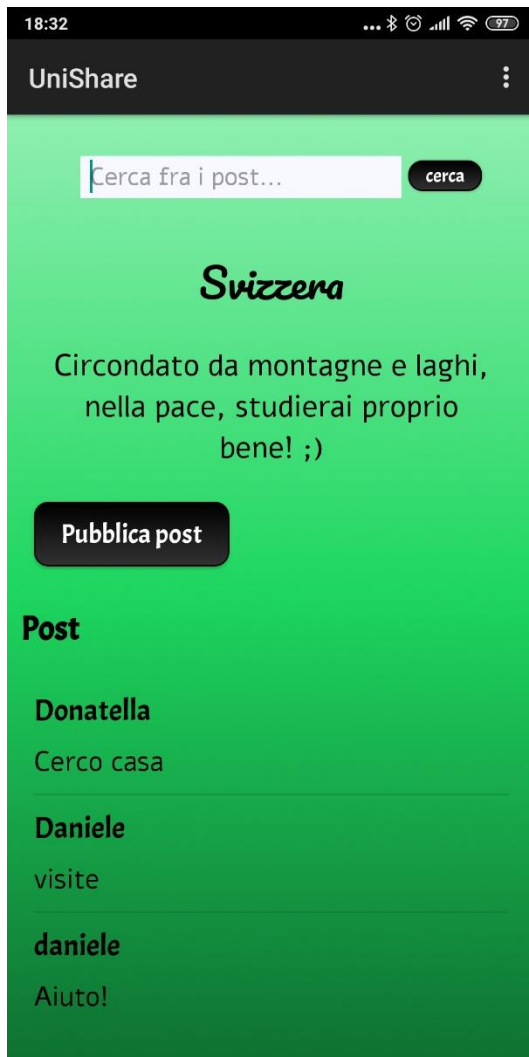 18:32 97
UniShare
Cerca fra i post... cerca
Svizzera
Circondato da montagne e laghi,
nella pace, studierai proprio
bene! ;)
Pubblica post
Post
Donatella
Cerco casa
Daniele
visite
daniele
Aiuto!